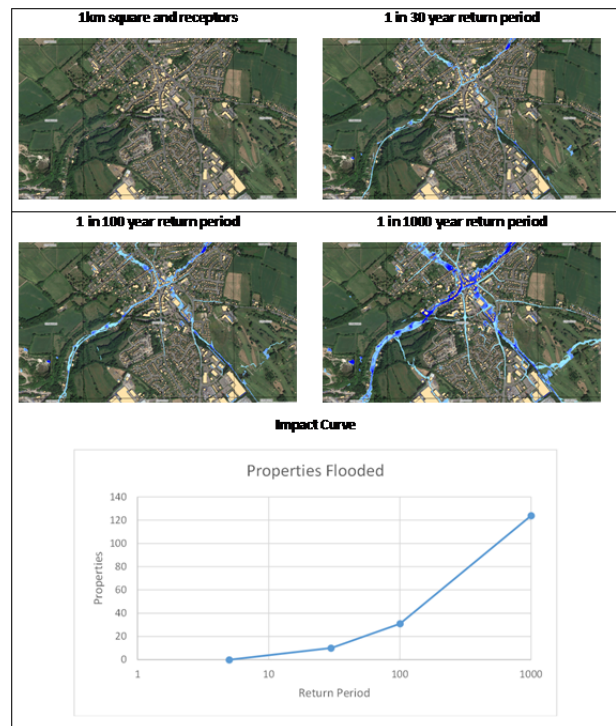 1km square and receptors
1 in 30 year return period
1 in 100 year return period
1 in 1000 year return period
Impact Curve
Properties Flooded
140
120
100
80
60
40
20
0
Properties
1
10
100
1000
Return Period